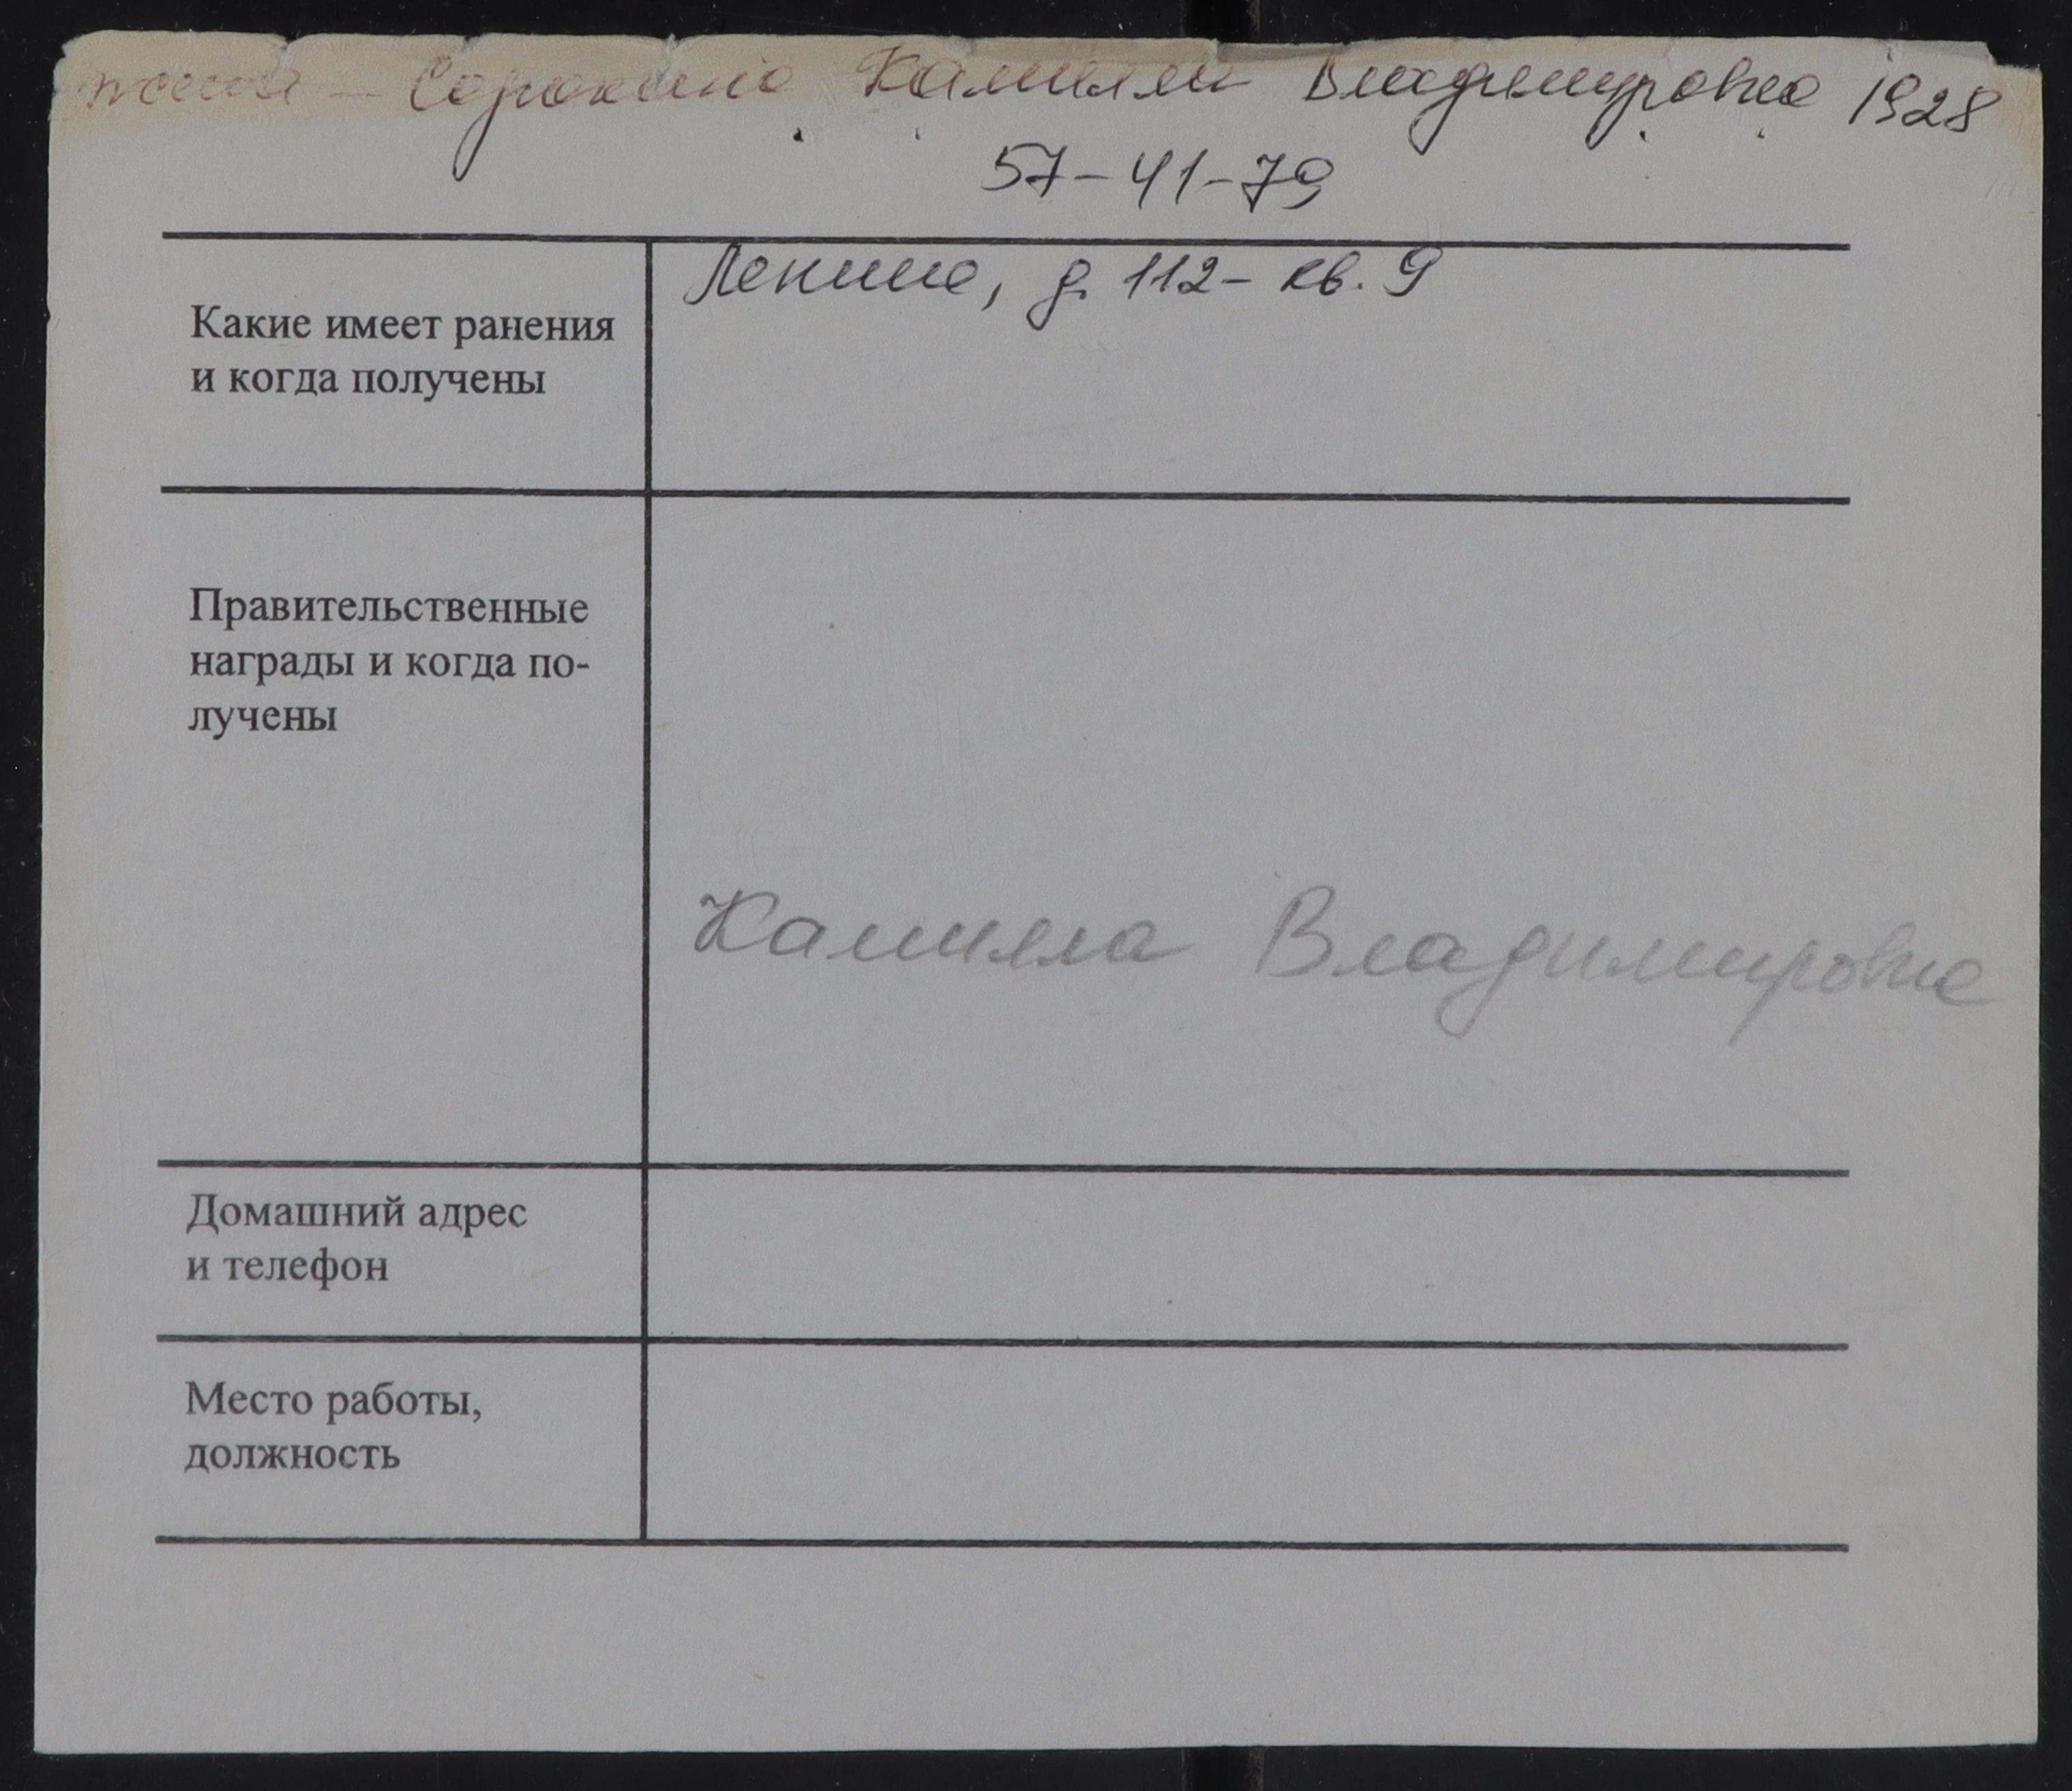 жена – Сорокина Камилла Владимировна 1928
57-41-79
Ленина, д. 112 - кв. 9
Какие имеет ранения
и когда получены
Правительственные
награды и когда по-
лучены
Камилла Владимировна
Домашний адрес
и телефон
Место работы,
должность